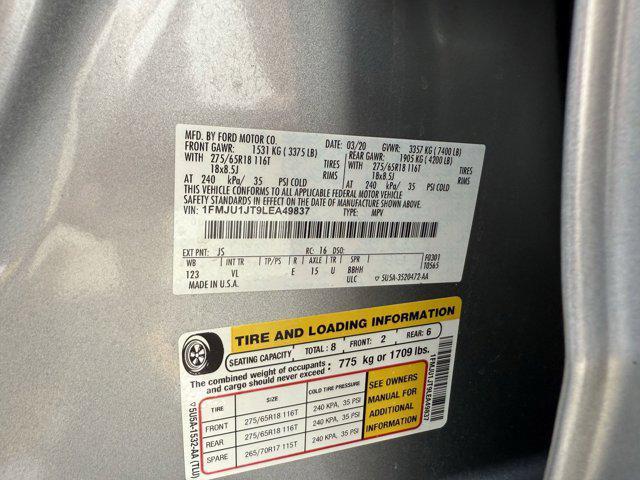 MFD. BY FORD MOTOR CO.
03/20 GVWR: 3357 KG (7400 LB)
FRONT GAWR: 1531 KG (3375 LB) REAR GAWR: 1905 KG (4200 LB)
WITH 275/65R18 116T TIRES WITH 275/65R18 116T TIRES
18x8.5J RIMS 18x8.5J RIMS
AT 240 kPa/ 35 PSI COLD AT 240 kPa/ 35 PSI COLD
THIS VEHICLE CONFORMS TO ALL APPLICABLE FEDERAL MOTOR VEHICLE
SAFETY STANDARDS IN EFFECT ON THE DATE OF MANUFACTURE SHOWN ABOVE.
VIN: 1FMJU1JT9LEA49837 TYPE: MPV
EXT PNT: JS RC: 16 DSO: F0301
WB INT TR TP/PS R AXLE TR SPR T0565
123 VL E 15 U BBHH
MADE IN U.S.A. ULC 5U5A-3520472-AA
TIRE AND LOADING INFORMATION
SEATING CAPACITY TOTAL: 8 FRONT: 2 REAR: 6
The combined weight of occupants
and cargo should never exceed: 775 kg or 1709 lbs.
TIRE SIZE COLD TIRE PRESSURE
FRONT 275/65R18 116T 240 KPA, 35 PSI
REAR 275/65R18 116T 240 KPA, 35 PSI
SPARE 265/70R17 115T 240 KPA, 35 PSI
SEE OWNERS
MANUAL FOR
ADDITIONAL
INFORMATION
1FMJU1JT9LEA49837
5U5A-1532-AA (TLU)